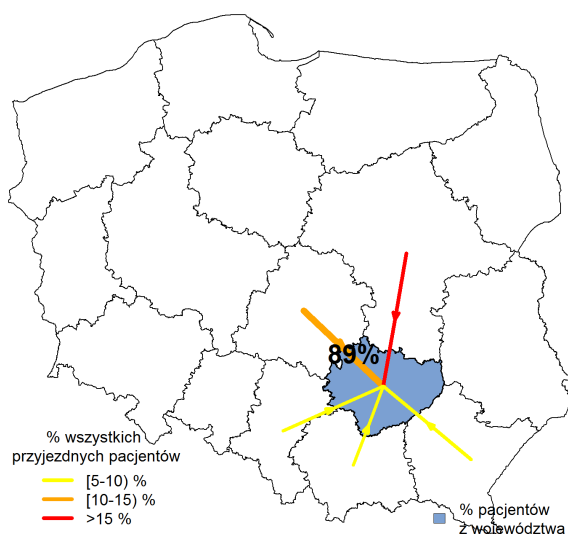 89%
% wszystkich
przyjezdnych pacjentów
[5-10) %
[10-15) %
>15 %
% pacjentów
z województwa